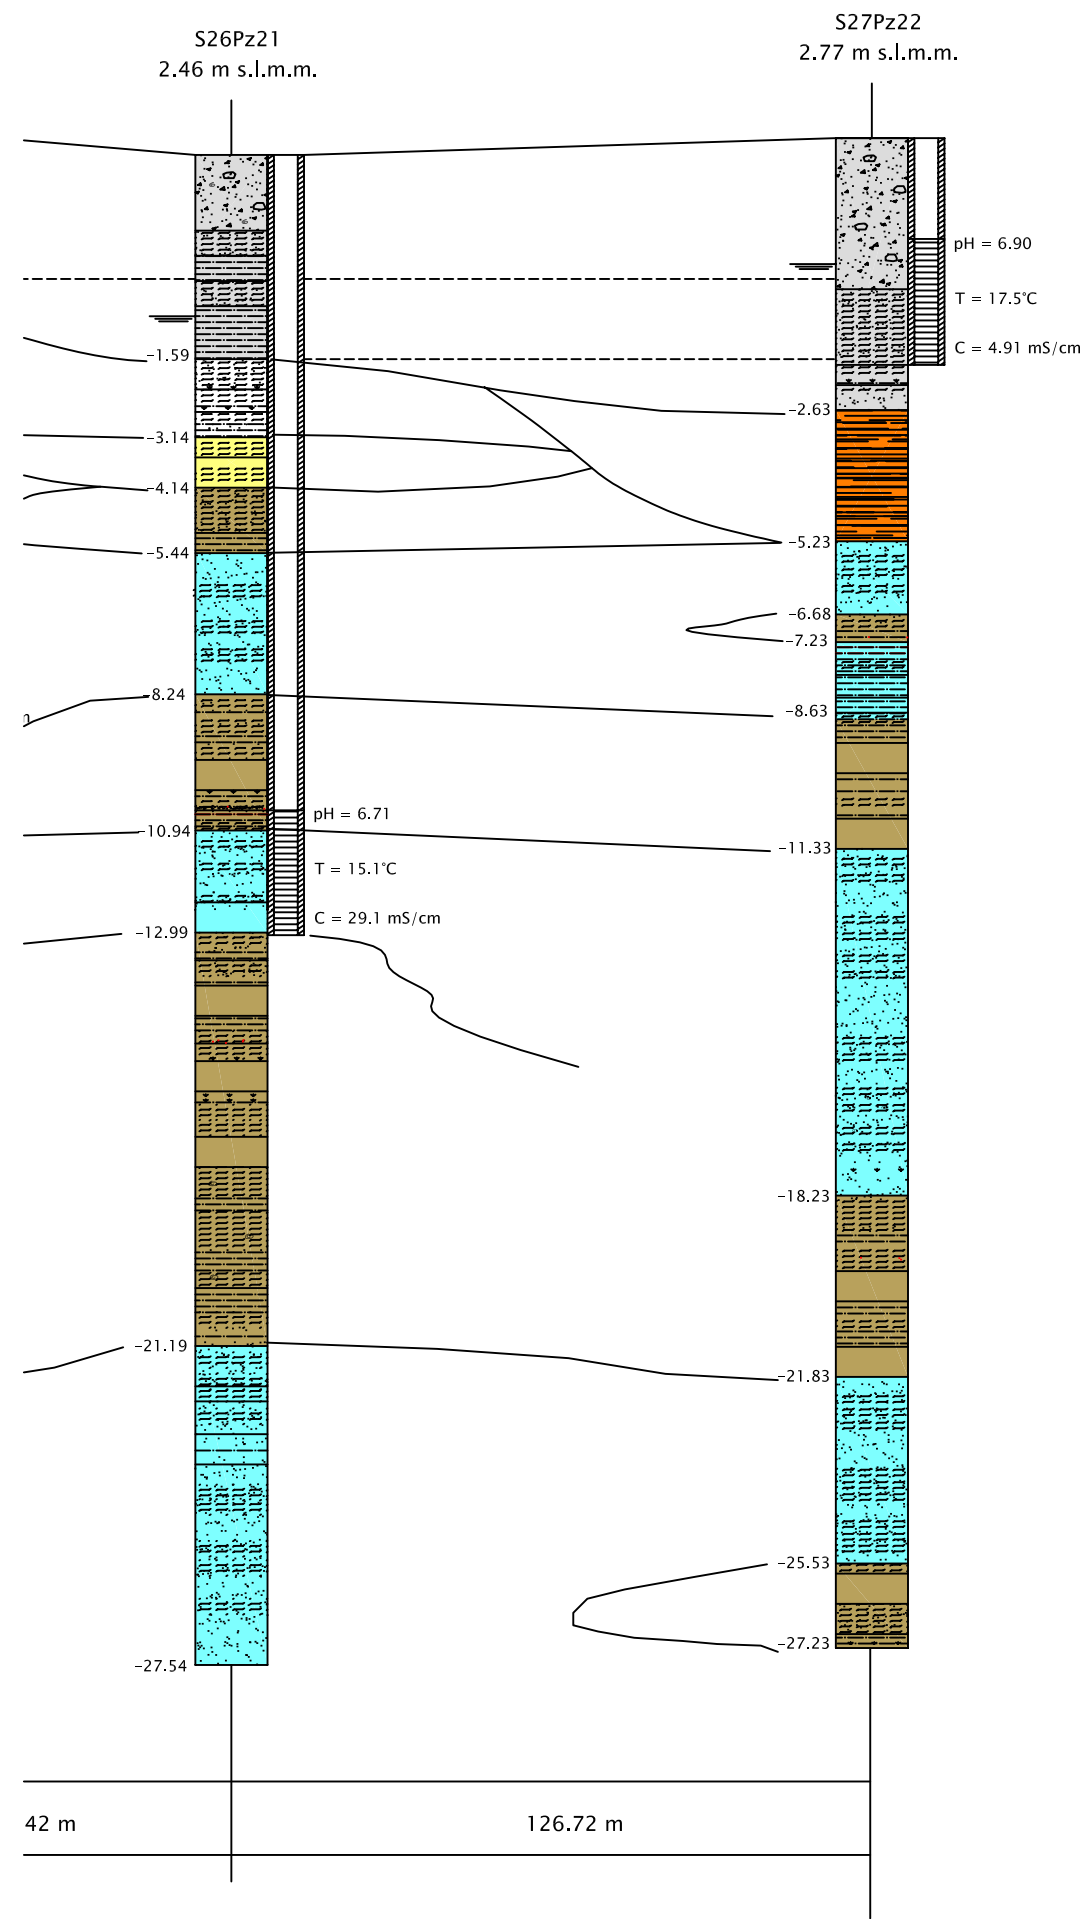 S26Pz21
2.46 m s.l.m.m.
S27Pz22
2.77 m s.l.m.m.
pH = 6.90
T = 17.5°C
C = 4.91 mS/cm
-1.59
-2.63
-3.14
-4.14
-5.44
-5.23
-6.68
-7.23
-8.24
-8.63
pH = 6.71
-10.94
-11.33
T = 15.1°C
C = 29.1 mS/cm
-12.99
-18.23
-21.19
-21.83
-25.53
-27.23
-27.54
42 m
126.72 m